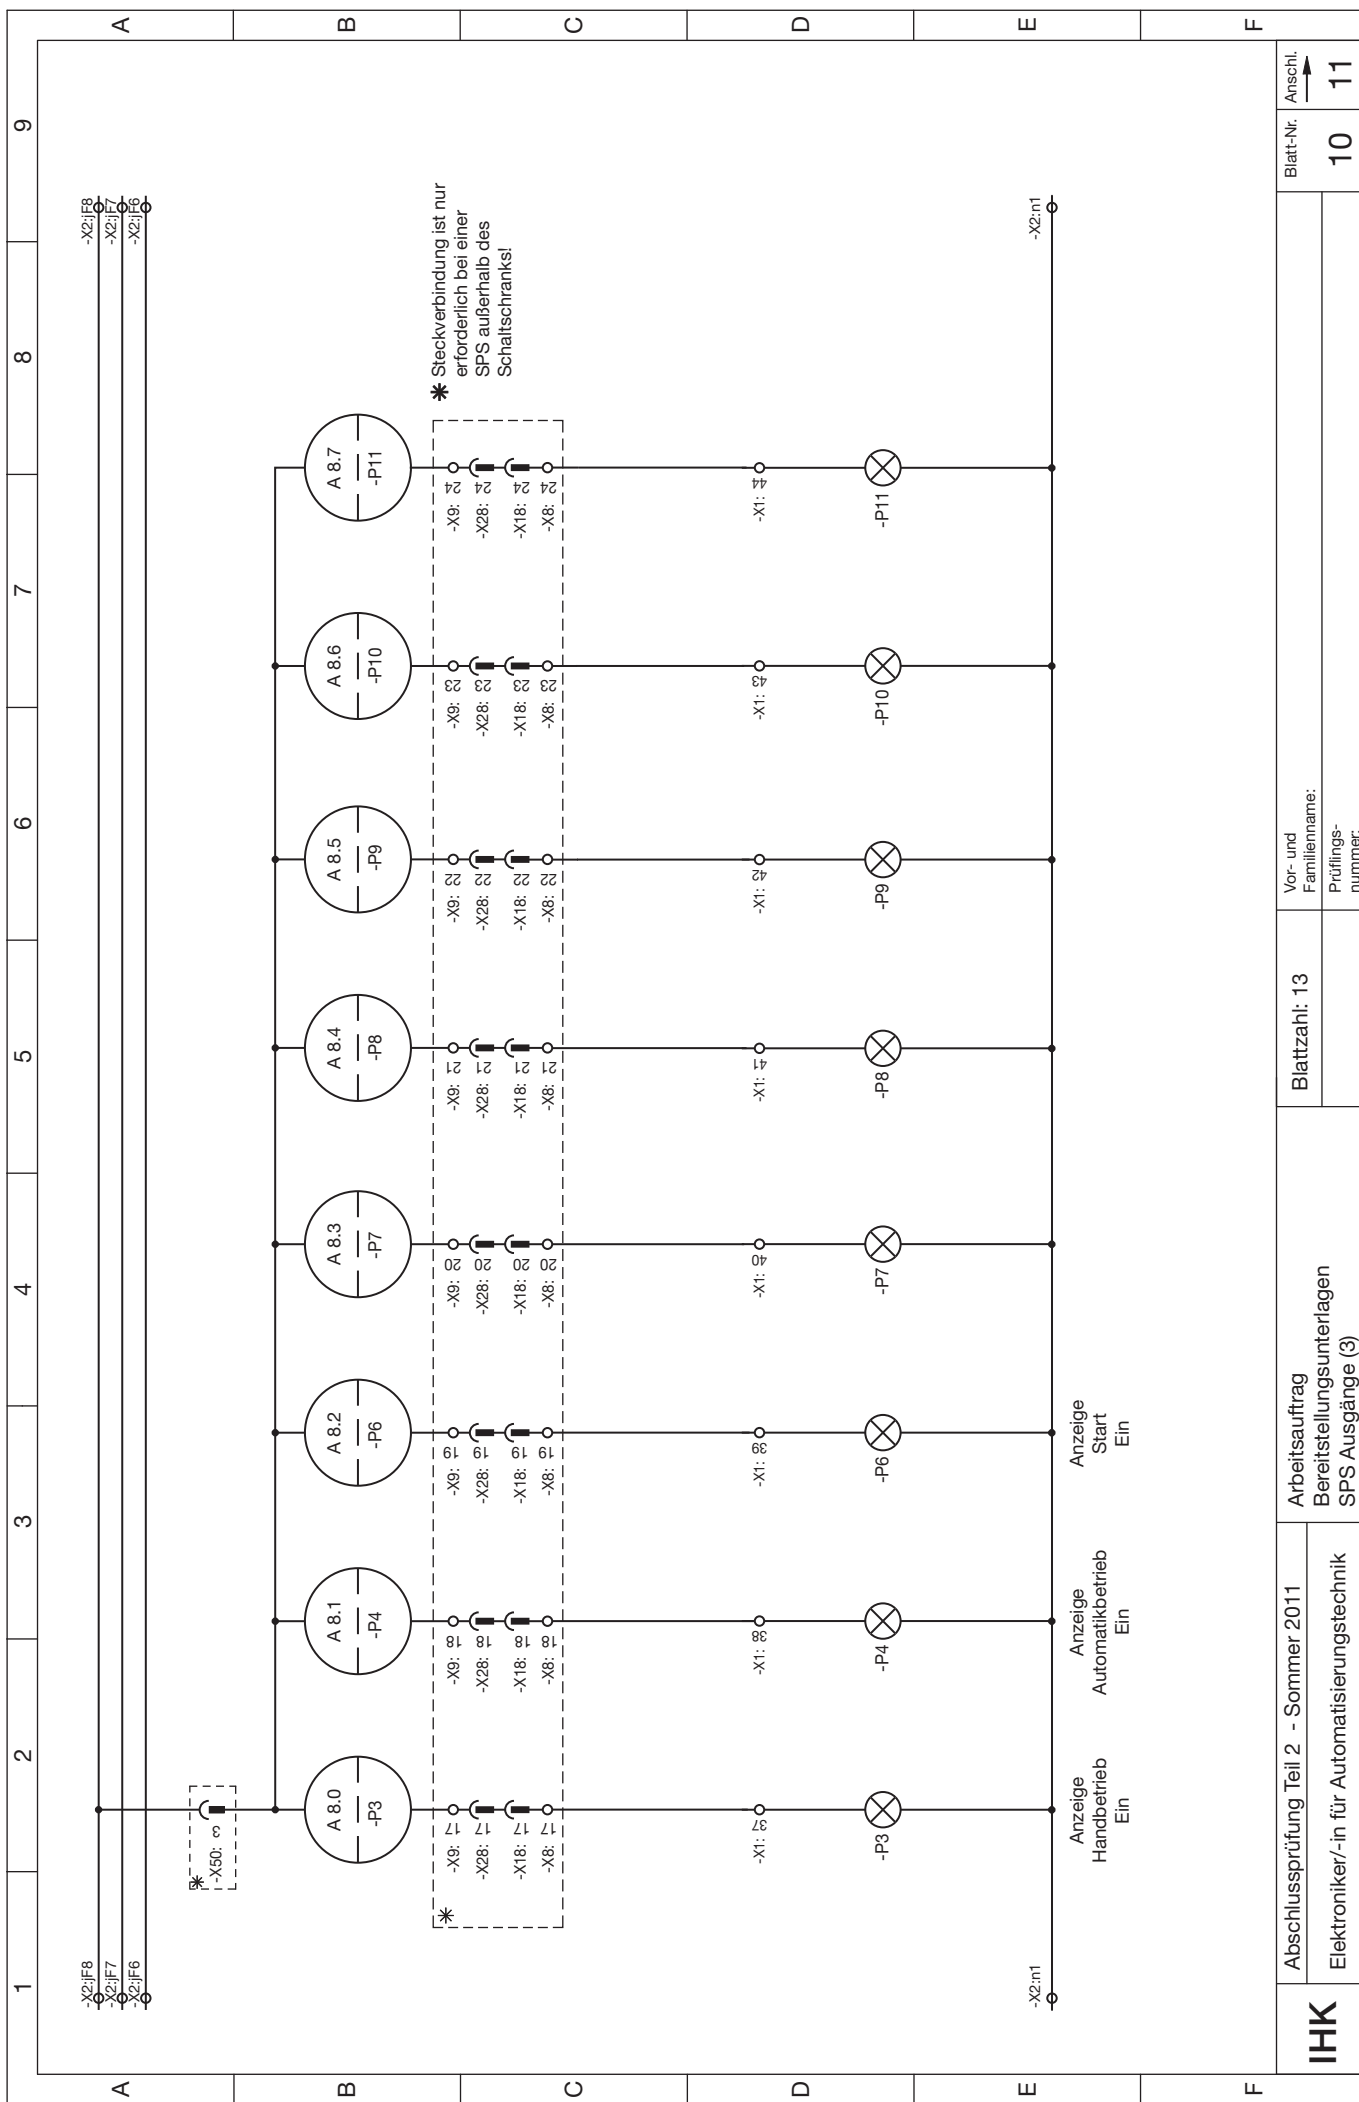 1 2 3 4 5 6 7 8 9
A A
B B
C C
D D
E E
F F
-X2:jF8 -X2:jF8
-X2:jF7 -X2:jF7
-X2:jF6 -X2:jF6
-X50: 3
A 8.0 A 8.1 A 8.2 A 8.3 A 8.4 A 8.5 A 8.6 A 8.7
-P3 -P4 -P6 -P7 -P8 -P9 -P10 -P11
Steckverbindung ist nur
erforderlich bei einer
SPS außerhalb des
Schaltschranks!
-X9: 17 -X9: 18 -X9: 19 -X9: 20 -X9: 21 -X9: 22 -X9: 23 -X9: 24
-X28: 17 -X28: 18 -X28: 19 -X28: 20 -X28: 21 -X28: 22 -X28: 23 -X28: 24
-X18: 17 -X18: 18 -X18: 19 -X18: 20 -X18: 21 -X18: 22 -X18: 23 -X18: 24
-X8: 17 -X8: 18 -X8: 19 -X8: 20 -X8: 21 -X8: 22 -X8: 23 -X8: 24
-X1: 37 -X1: 38 -X1: 39 -X1: 40 -X1: 41 -X1: 42 -X1: 43 -X1: 44
-P3 -P4 -P6 -P7 -P8 -P9 -P10 -P11
-X2:n1 -X2:n1
Anzeige
Handbetrieb
Ein
Anzeige
Automatikbetrieb
Ein
Anzeige
Start
Ein
IHK
Abschlussprüfung Teil 2 - Sommer 2011
Elektroniker/-in für Automatisierungstechnik
Arbeitsauftrag
Bereitstellungsunterlagen
SPS Ausgänge (3)
Blattzahl: 13
Vor- und
Familienname:
Prüflings-
nummer:
Blatt-Nr.
10
Anschl.
11